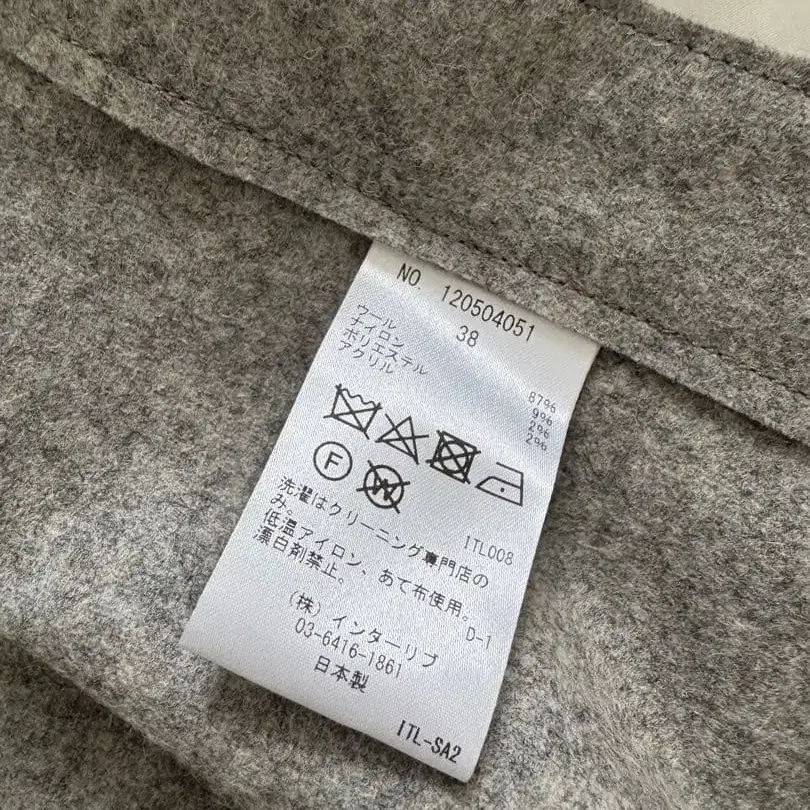 NO. 120504051
38
ウール 87%
ナイロン 9%
ポリエステル 2%
アクリル 2%
F W
ITL008
洗濯はクリーニング専門店の
み。
低温アイロン、あて布使用。
漂白剤禁止。
D-1
(株)インターリブ
03-6416-1861
日本製
ITL-SA2